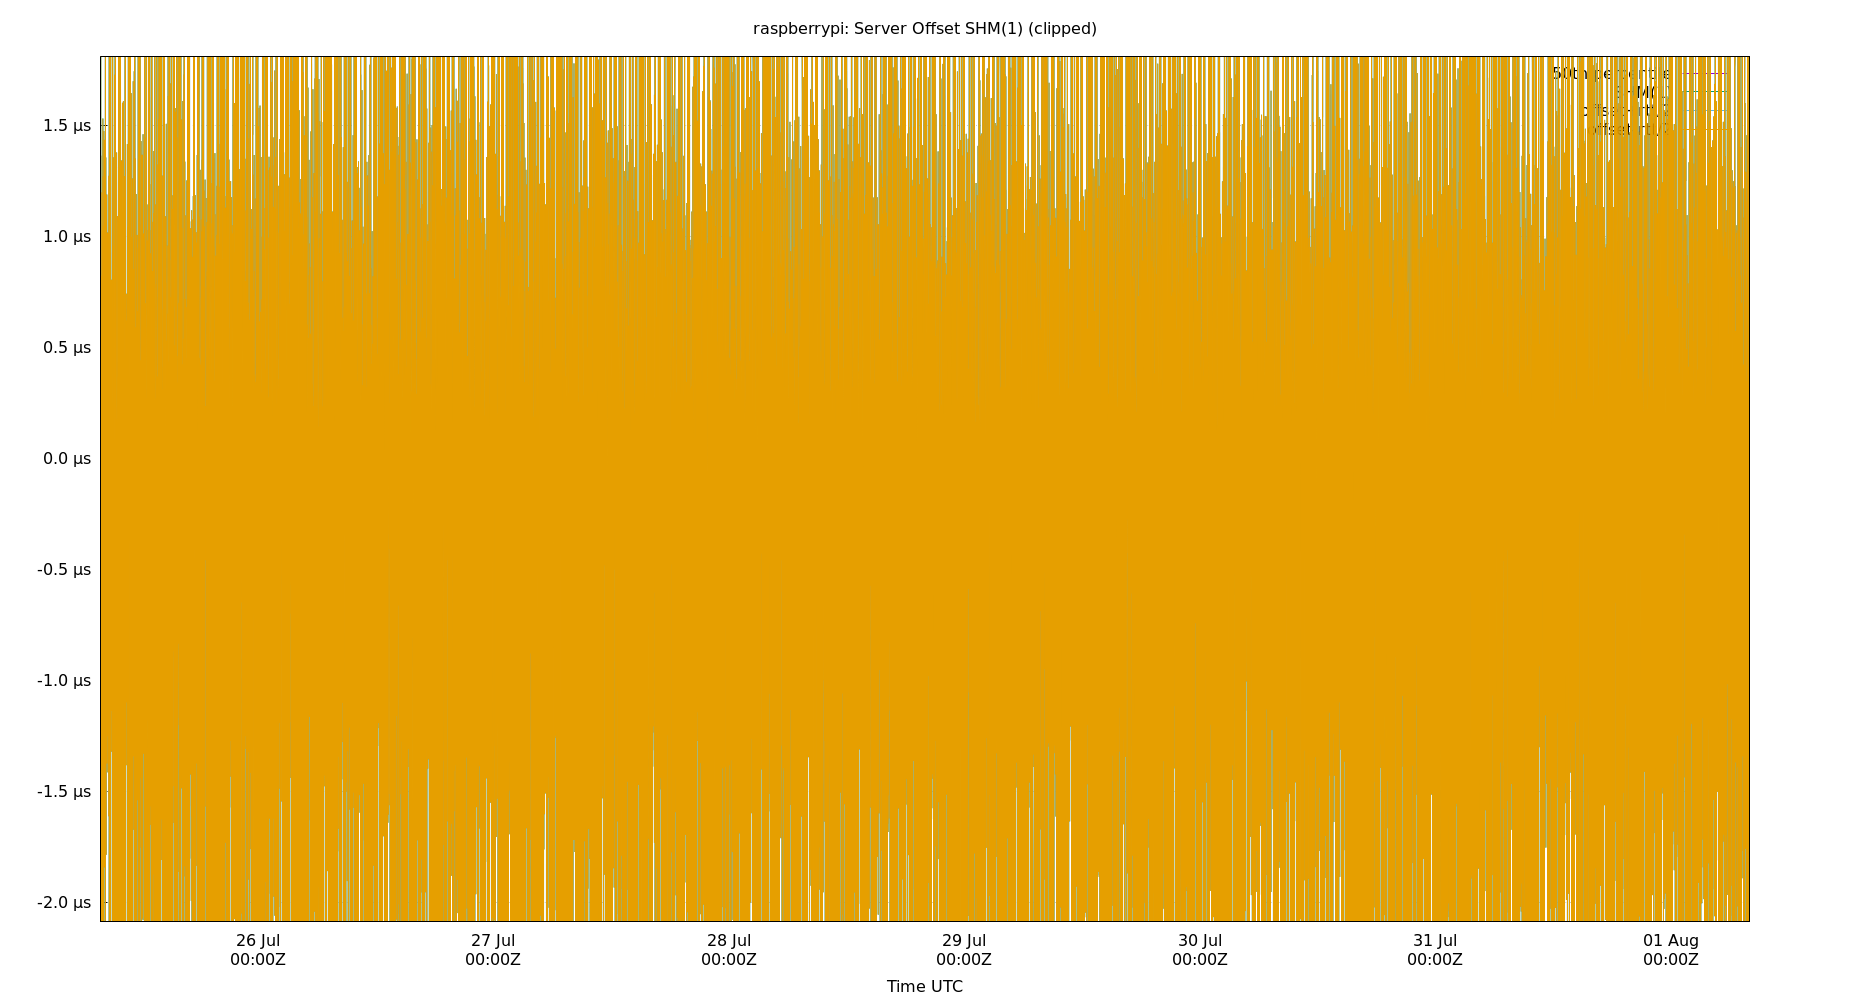 raspberrypi: Server Offset SHM(1) (clipped)
1.5 µs
1.0 µs
0.5 µs
0.0 µs
-0.5 µs
-1.0 µs
-1.5 µs
-2.0 µs
26 Jul
00:00Z
27 Jul
00:00Z
28 Jul
00:00Z
29 Jul
00:00Z
30 Jul
00:00Z
31 Jul
00:00Z
01 Aug
00:00Z
Time UTC